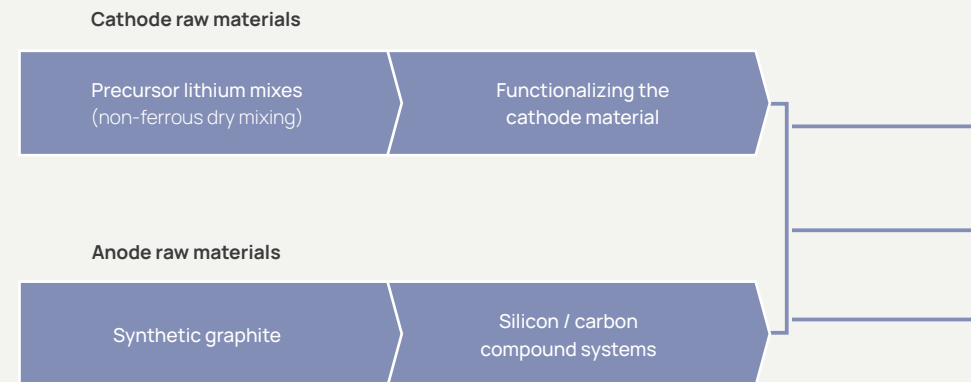 Cathode raw materials
Precursor lithium mixes
(non-ferrous dry mixing)
Functionalizing the
cathode material
Anode raw materials
Synthetic graphite
Silicon / carbon
compound systems